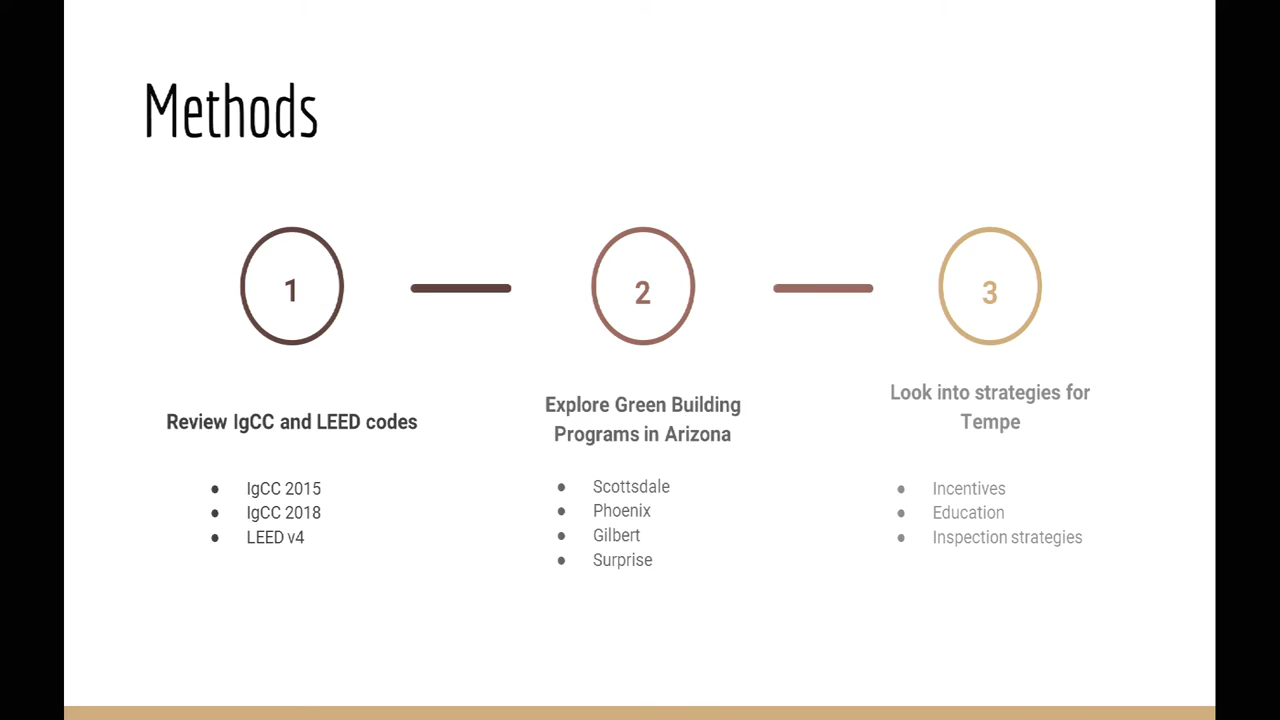 Methods
1
2
3
Review IgCC and LEED codes
IgCC 2015
IgCC 2018
LEED v4
Explore Green Building
Programs in Arizona
Scottsdale
Phoenix
Gilbert
Surprise
Look into strategies for
Tempe
Incentives
Education
Inspection strategies